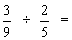 3/9 ÷ 2/5 =